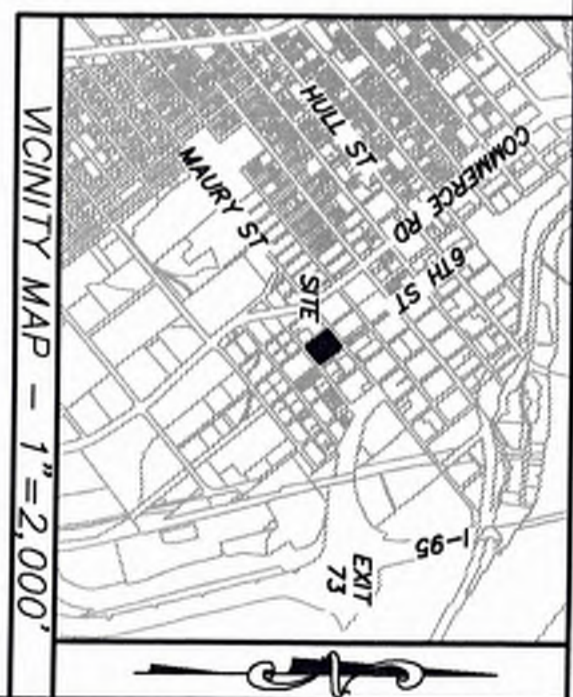 HULL ST
COMMERCE RD
MAURY ST
6TH ST
SITE
I-95
EXIT
73
VICINITY MAP - 1"=2,000'